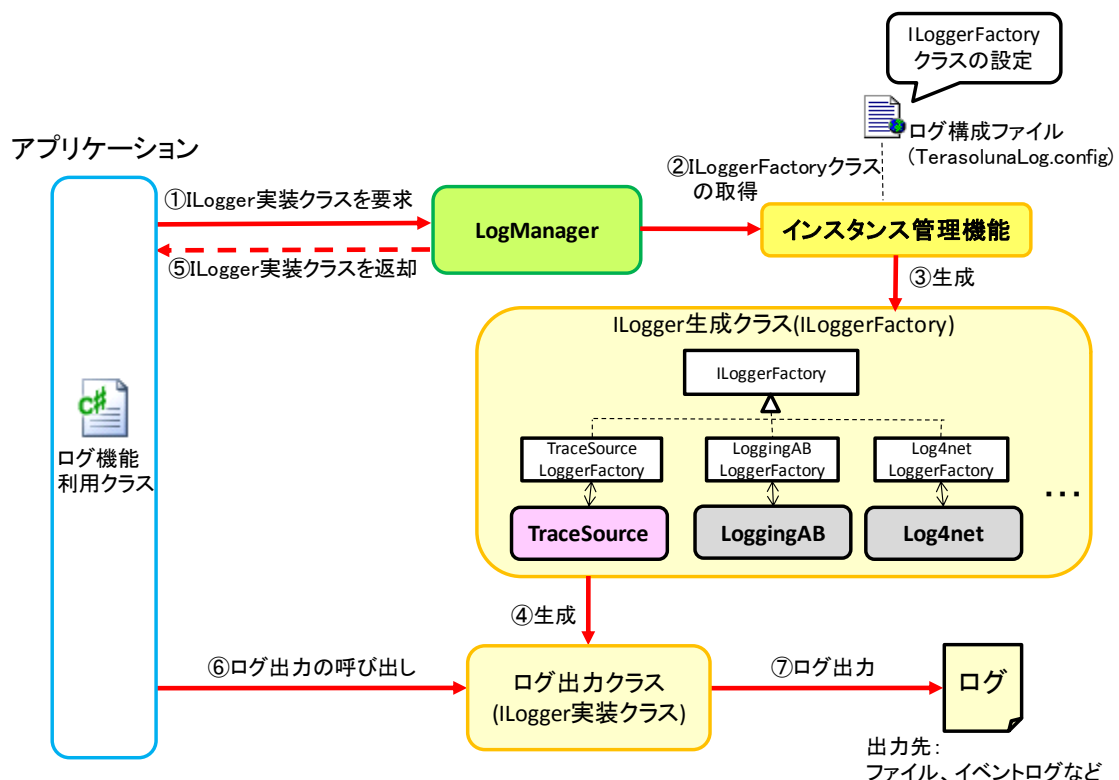 ILoggerFactory
クラスの設定
ログ構成ファイル
(TerasolunaLog.config)
アプリケーション
①ILogger実装クラスを要求
LogManager
②ILoggerFactoryクラス
の取得
インスタンス管理機能
⑤ILogger実装クラスを返却
③生成
ILogger生成クラス(ILoggerFactory)
ILoggerFactory
TraceSource
LoggerFactory
LoggingAB
LoggerFactory
Log4net
LoggerFactory
...
TraceSource
LoggingAB
Log4net
C#
ログ機能
利用クラス
④生成
⑥ログ出力の呼び出し
ログ出力クラス
(ILogger実装クラス)
⑦ログ出力
ログ
出力先：
ファイル、イベントログなど